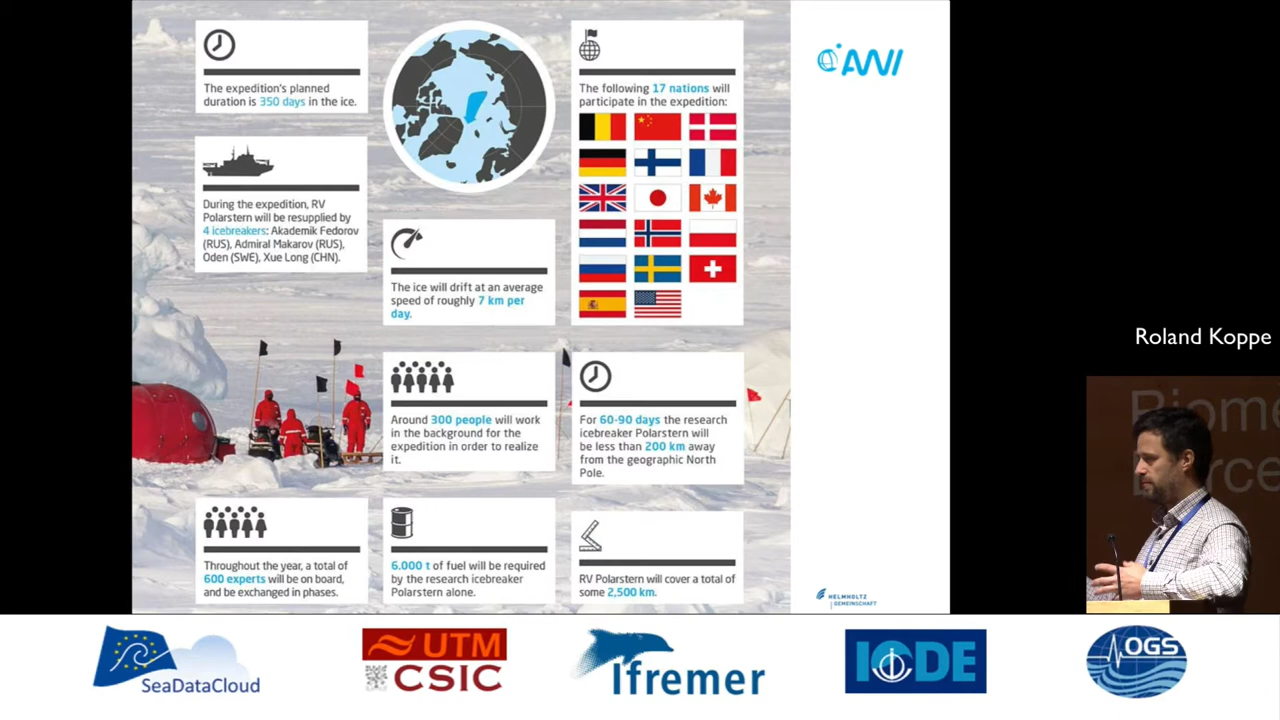 The expedition's planned
duration is 350 days in the ice.
During the expedition, RV
Polarstern will be resupplied by
4 icebreakers: Akademik Fedorov
(RUS), Admiral Makarov (RUS),
Oden (SWE), Xue Long (CHN).
The ice will drift at an average
speed of roughly 7 km per
day.
The following 17 nations will
participate in the expedition:
Around 300 people will work
in the background for the
expedition in order to realize
it.
For 60-90 days the research
icebreaker Polarstern will
be less than 200 km away
from the geographic North
Pole.
Throughout the year, a total of
600 experts will be on board,
and be exchanged in phases.
6.000 t of fuel will be required
by the research icebreaker
Polarstern alone.
RV Polarstern will cover a total of
some 2,500 km.
AWI
HELMHOLTZ
GEMEINSCHAFT
Roland Koppe
SeaDataCloud
UTM
CSIC
Ifremer
IODE
OGS